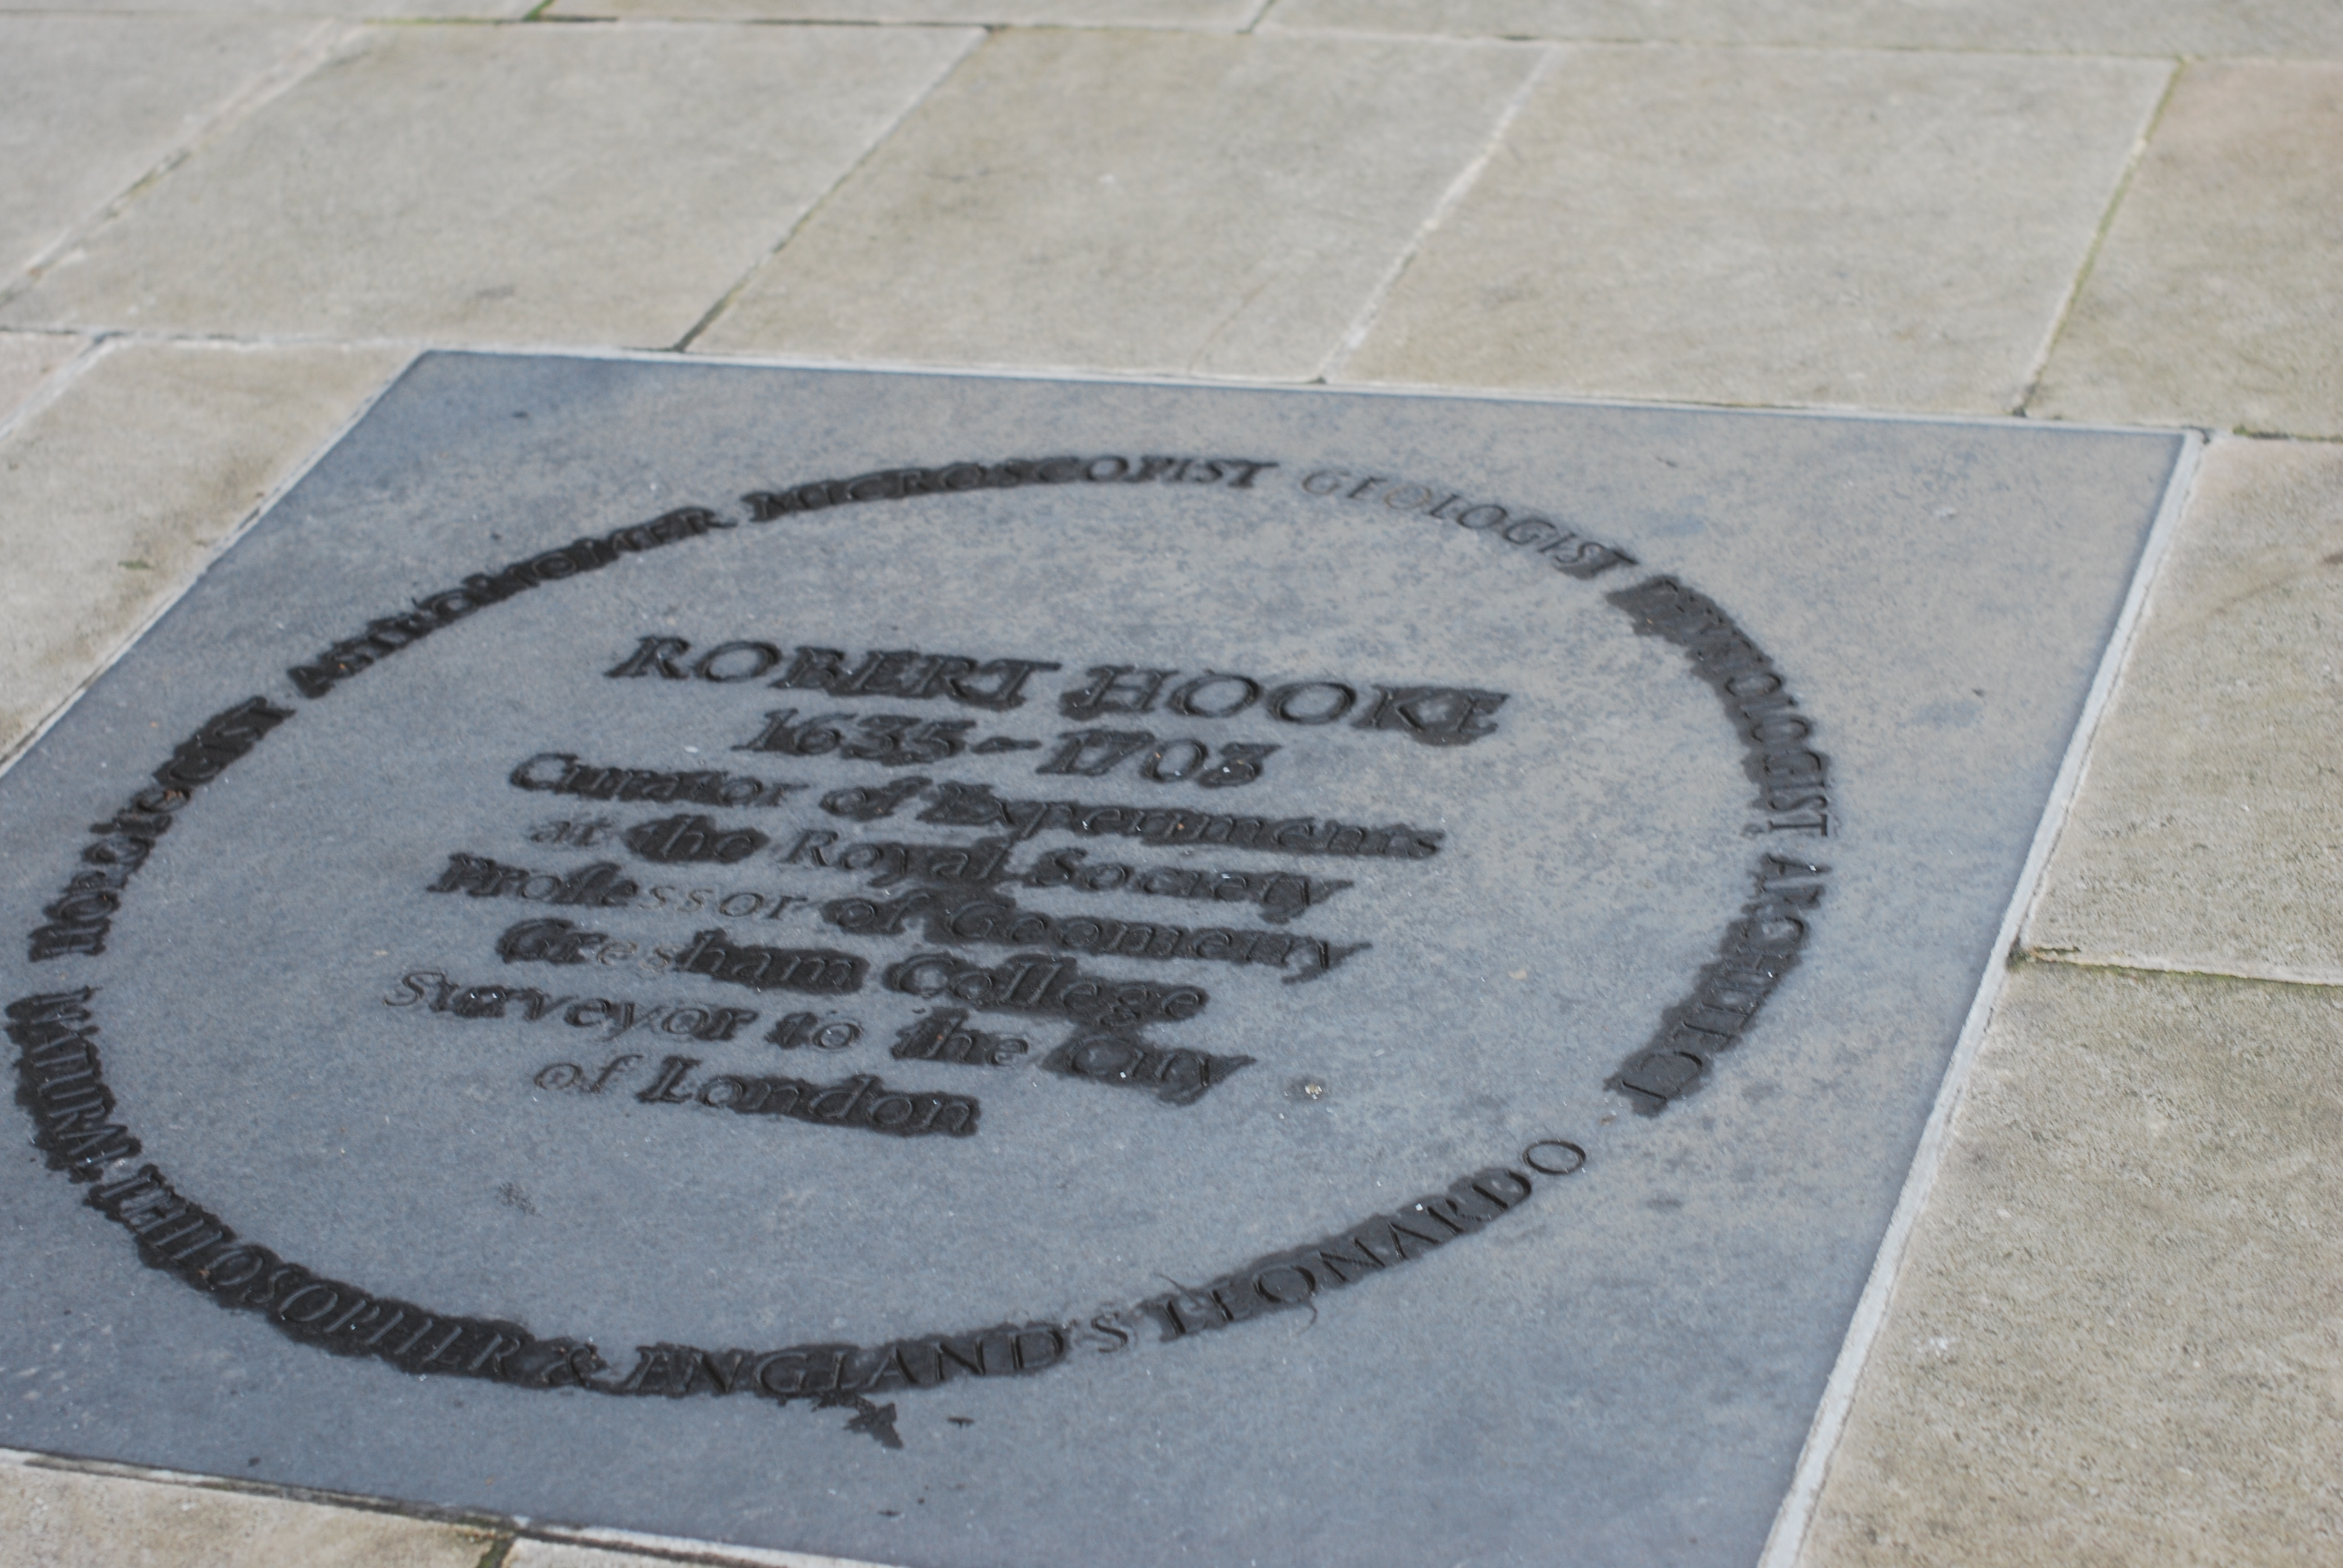 ROBERT HOOKE
1635-1703
Curator of Experiments
at the Royal Society
Professor of Geometry
Gresham College
Surveyor to the City
of London
HOROLOGIST ASTRONOMER MICROSCOPIST GEOLOGIST ARCHITECT
NATURAL PHILOSOPHER & ENGLAND'S LEONARDO